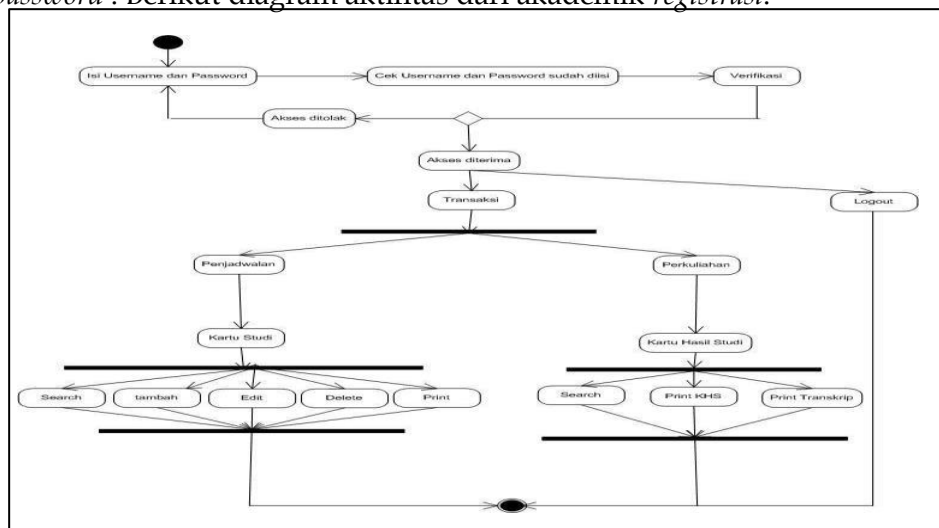 password . Berikut diagram aktifitas dari akademik registrasi.
Isi Username dan Password
Cek Username dan Password sudah diisi
Verifikasi
Akses ditolak
Akses diterima
Transaksi
Logout
Penjadwalan
Perkuliahan
Kartu Studi
Kartu Hasil Studi
Search
tambah
Edit
Delete
Print
Search
Print KHS
Print Transkrip